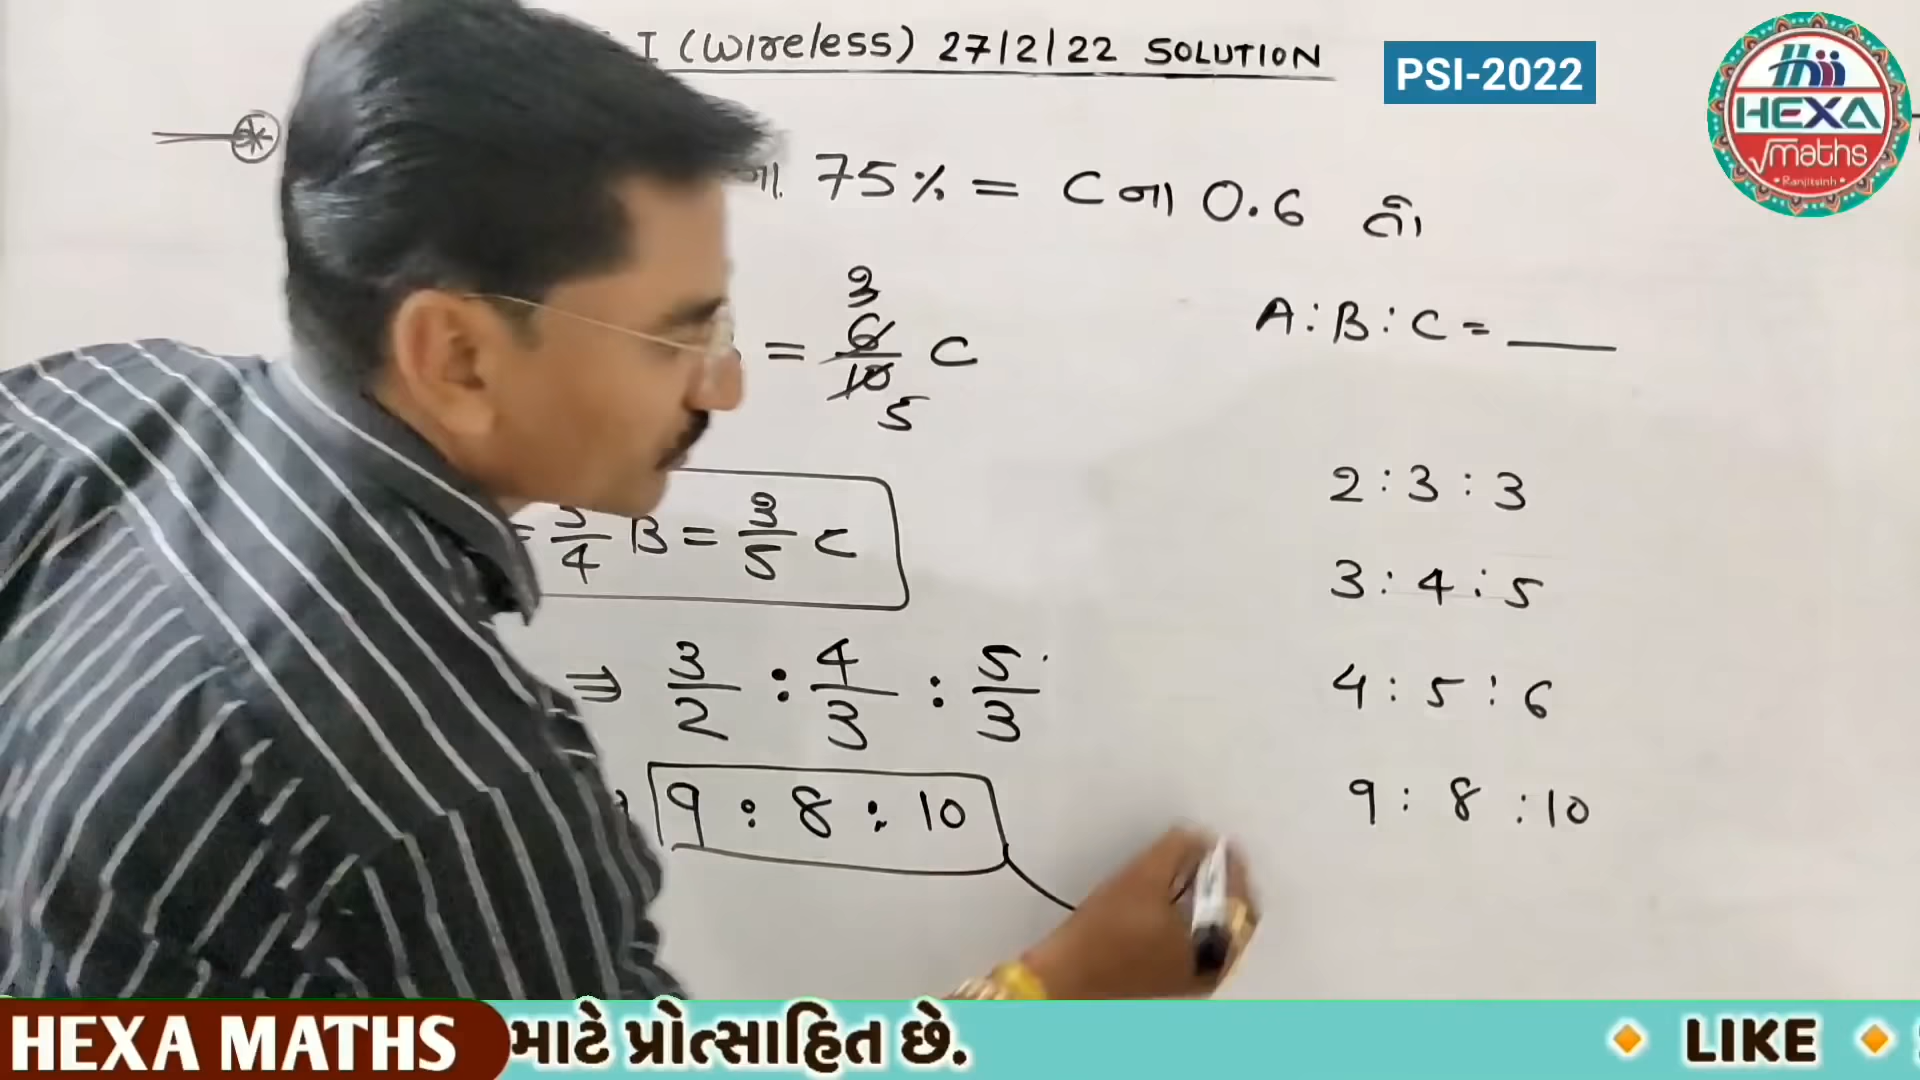 I (Wireless) 27/2/22 SOLUTION
PSI-2022
HEXA
√maths
Ranjitsinh
ના 75% = C ના 0.6 તો
A:B:C = ___
= 6/10 C
3
5
= 3/4 B = 3/5 C
⇒ 3/2 : 4/3 : 5/3
9 : 8 : 10
2 : 3 : 3
3 : 4 : 5
4 : 5 : 6
9 : 8 : 10
HEXA MATHS માટે પ્રોત્સાહિત છે. LIKE